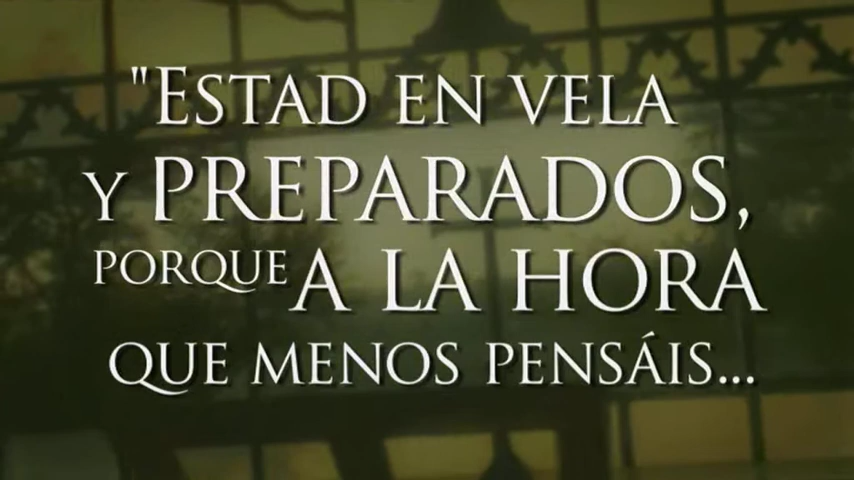 "ESTAD EN VELA
Y PREPARADOS,
PORQUE A LA HORA
QUE MENOS PENSÁIS...